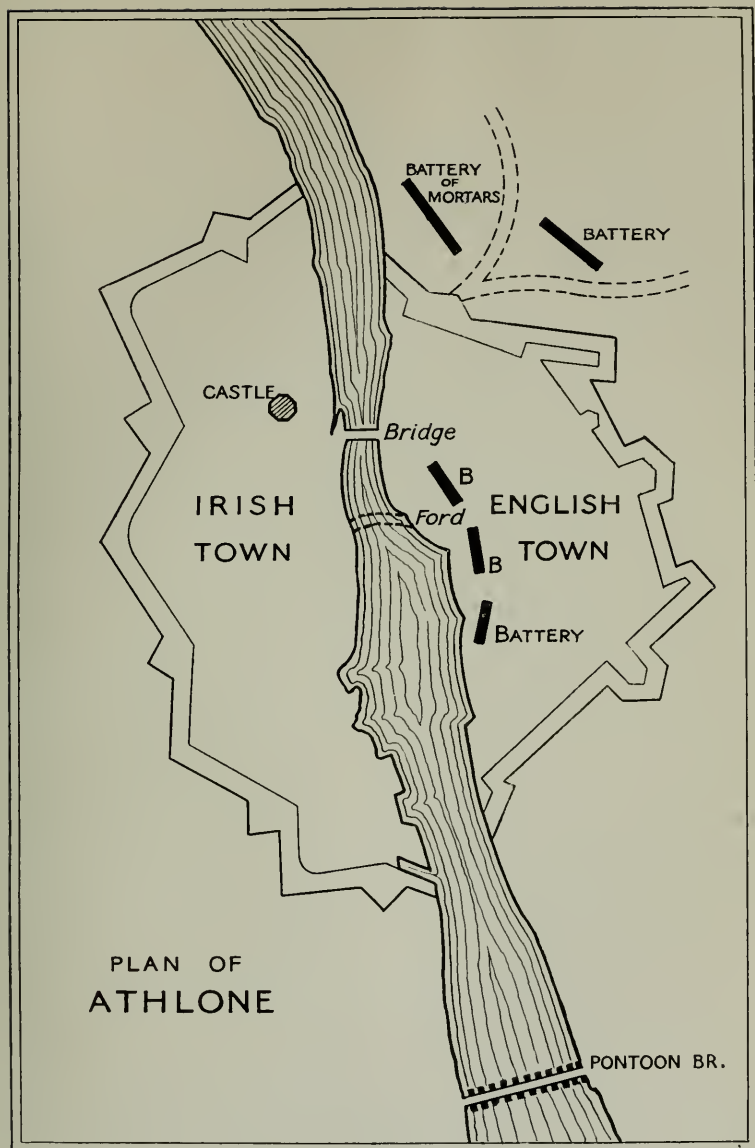 BATTERY
OF
MORTARS
BATTERY
CASTLE
Bridge
B
IRISH
TOWN
Ford
ENGLISH
TOWN
B
BATTERY
PLAN OF
ATHLONE
PONTOON BR.